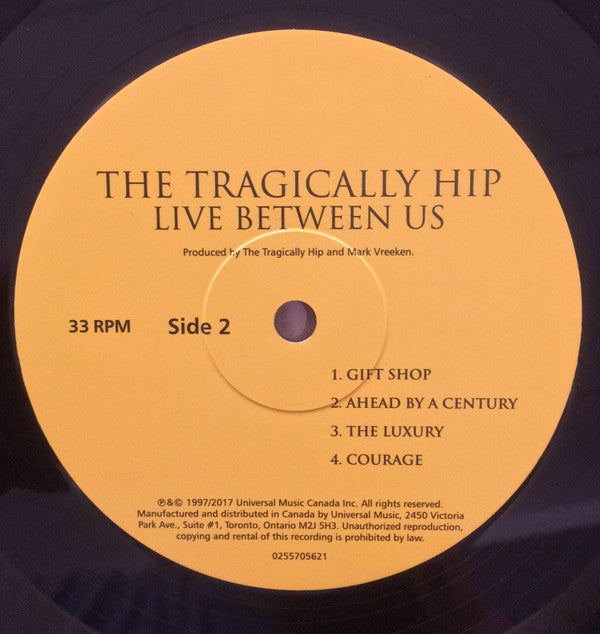 THE TRAGICALLY HIP
LIVE BETWEEN US
Produced by The Tragically Hip and Mark Vreeken.
33 RPM Side 2
1. GIFT SHOP
2. AHEAD BY A CENTURY
3. THE LUXURY
4. COURAGE
℗&© 1997/2017 Universal Music Canada Inc. All rights reserved.
Manufactured and distributed in Canada by Universal Music, 2450 Victoria
Park Ave., Suite #1, Toronto, Ontario M2J 5H3. Unauthorized reproduction,
copying and rental of this recording is prohibited by law.
0255705621